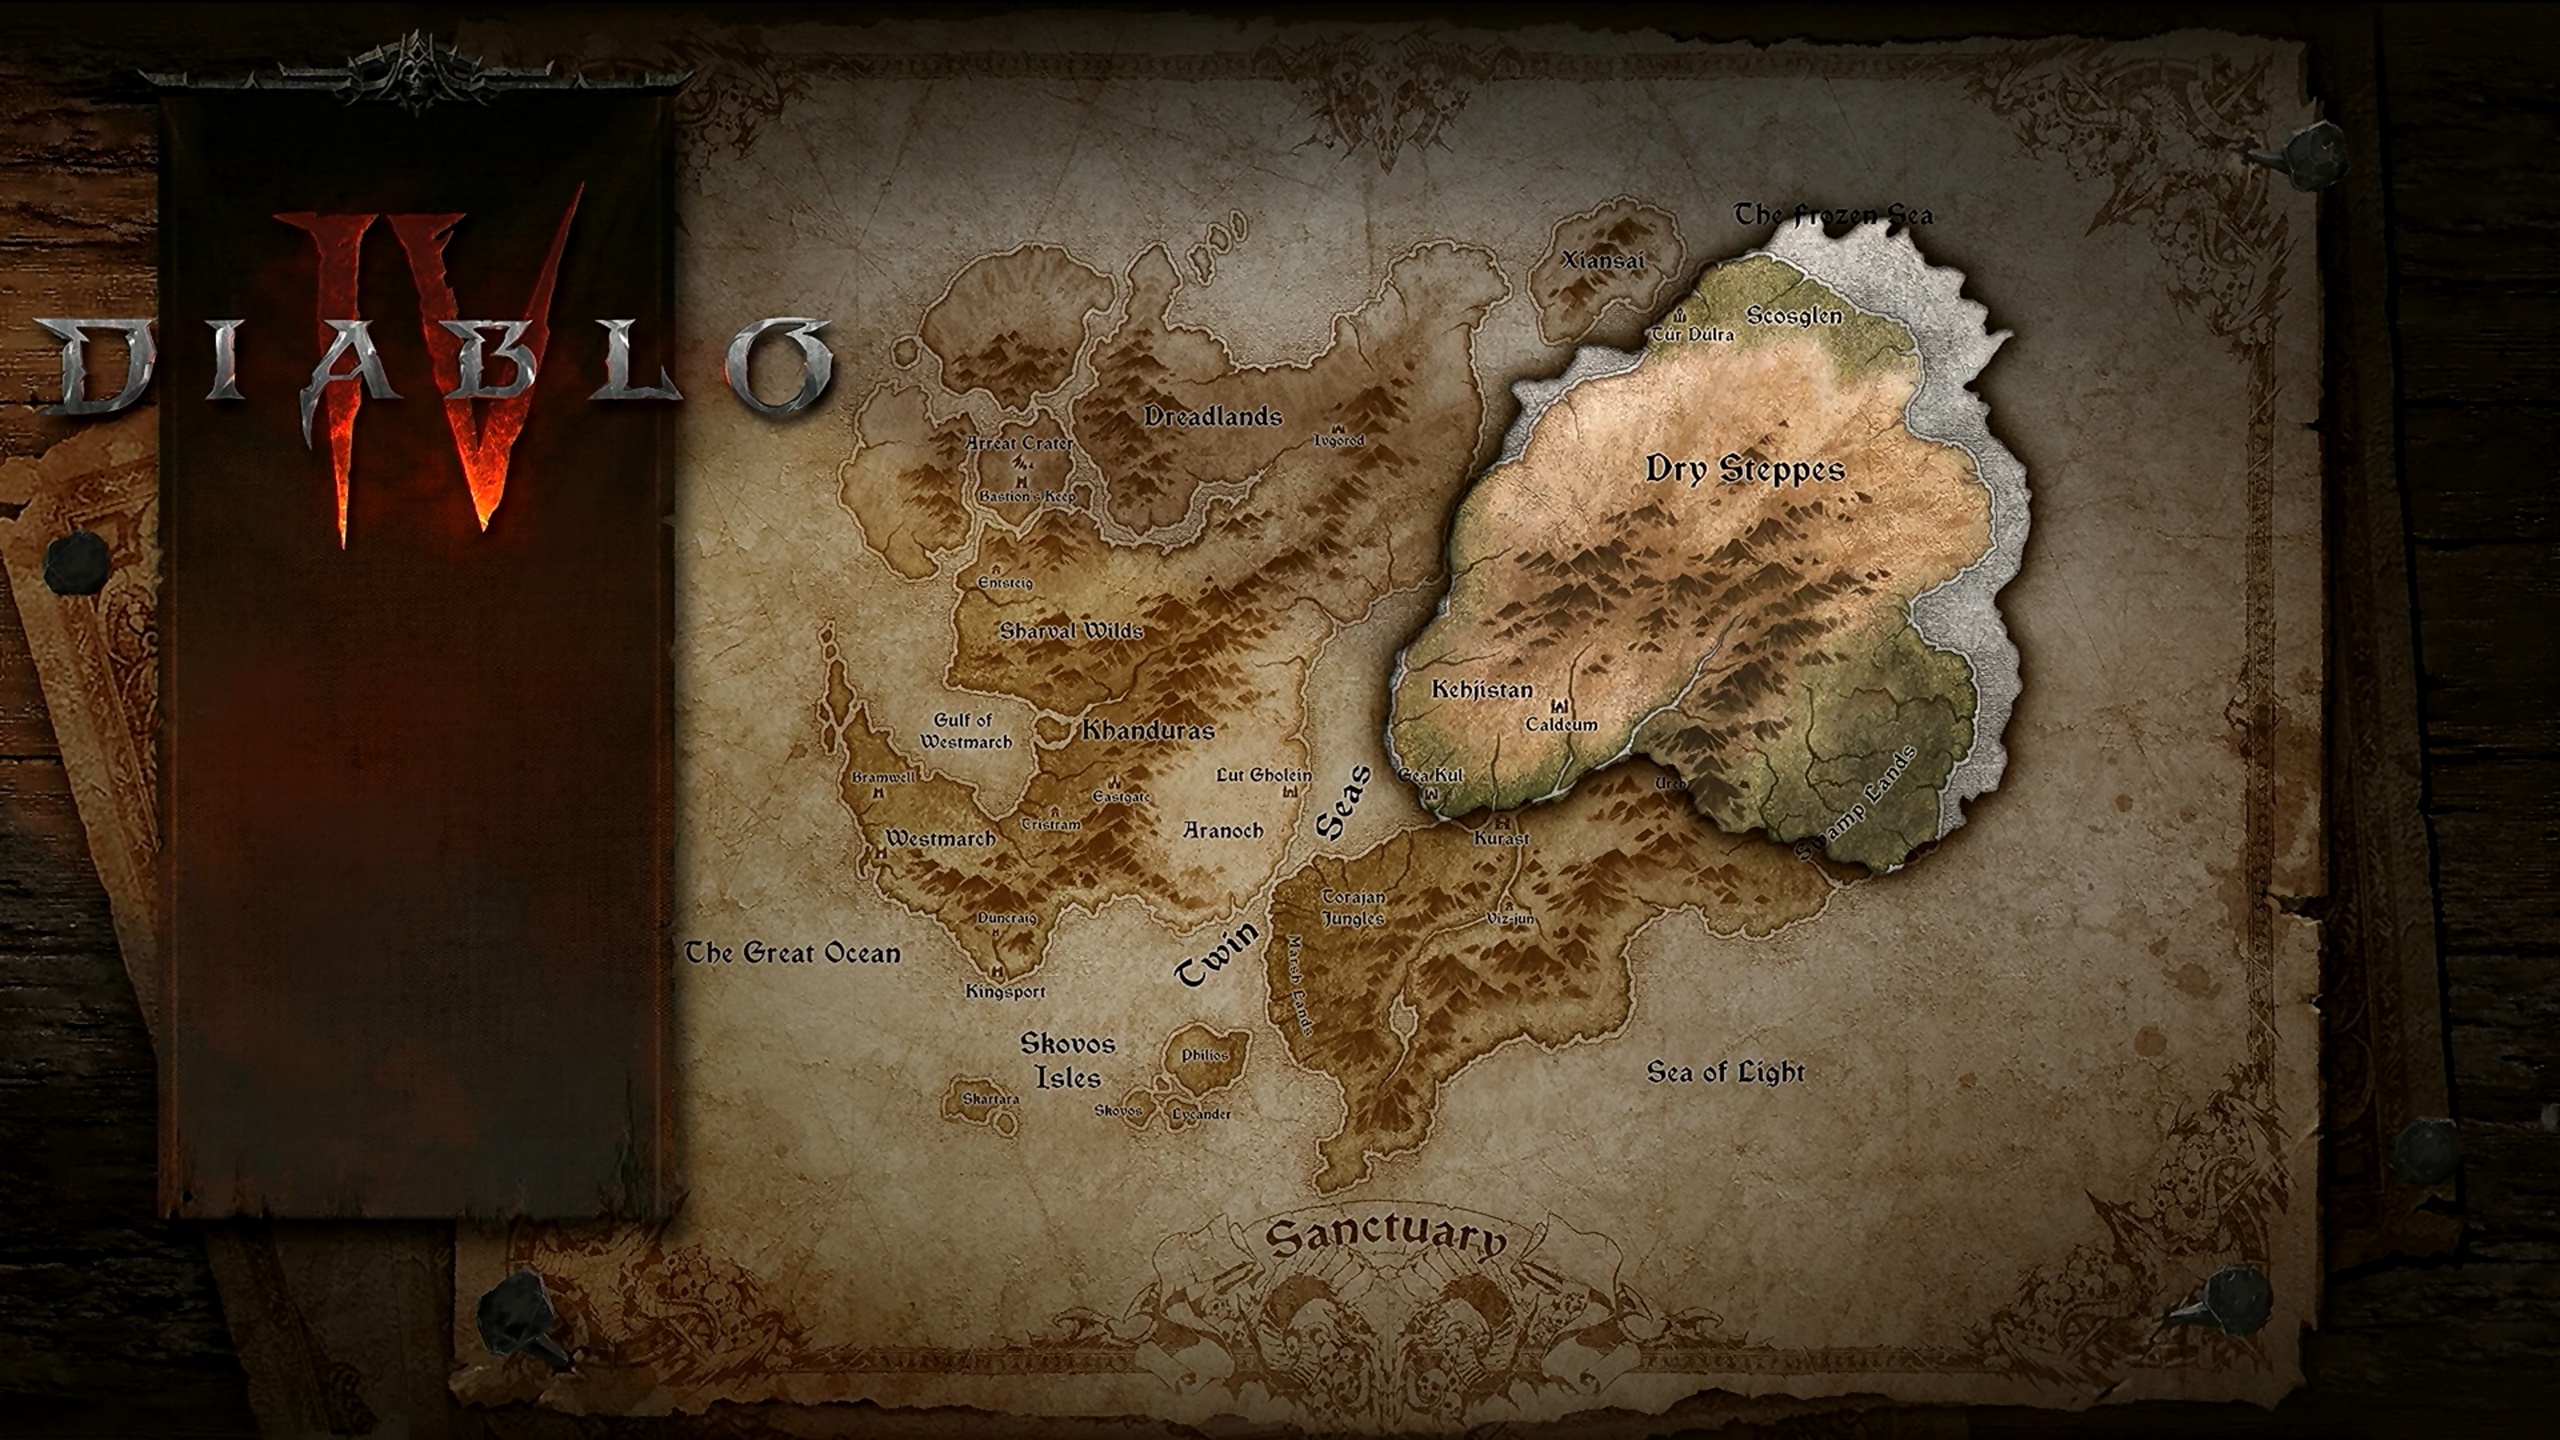 IV
DIABLO
The Frozen Sea
Xiansai
Scosglen
Túr Dúlra
Dreadlands
Ivgorod
Arreat Crater
Bastion's Keep
Dry Steppes
Entsteig
Sharval Wilds
Kehjistan
Caldeum
Gulf of
Westmarch
Khanduras
Bramwell
Lut Gholein
Gea Kul
Eastgate
Tristram
Westmarch
Aranoch
Twin Seas
Kurast
Swamp Lands
Torajan
Jungles
Viz-jun
Duncraig
Marsh Lands
The Great Ocean
Kingsport
Skovos
Isles
Philios
Skartara
Skovos
Lycander
Sea of Light
Sanctuary